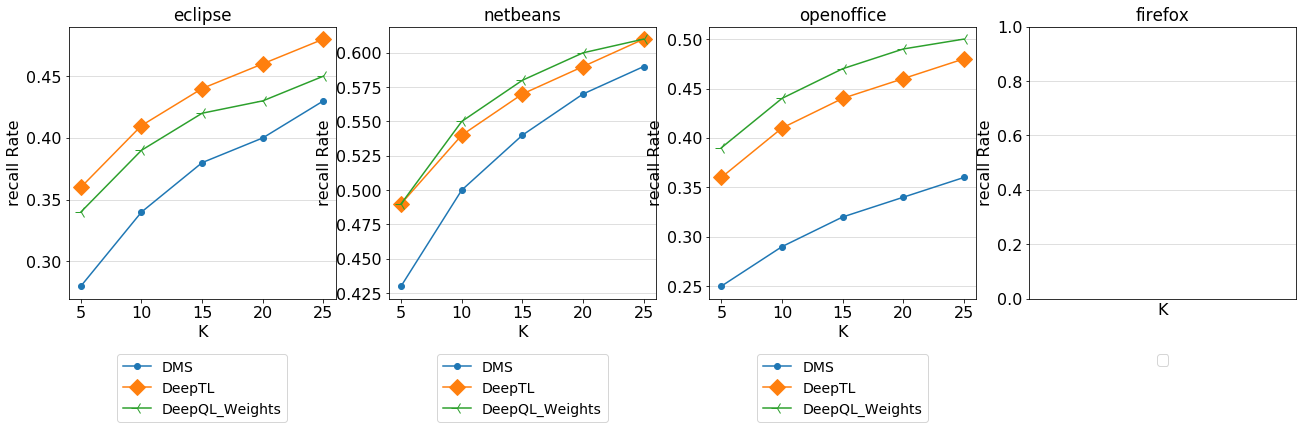 eclipse
recall Rate
0.45
0.40
0.35
0.30
5 10 15 20 25
K
DMS
DeepTL
DeepQL_Weights
netbeans
recall Rate
0.600
0.575
0.550
0.525
0.500
0.475
0.450
0.425
5 10 15 20 25
K
DMS
DeepTL
DeepQL_Weights
openoffice
recall Rate
0.50
0.45
0.40
0.35
0.30
0.25
5 10 15 20 25
K
DMS
DeepTL
DeepQL_Weights
firefox
recall Rate
1.0
0.8
0.6
0.4
0.2
0.0
K